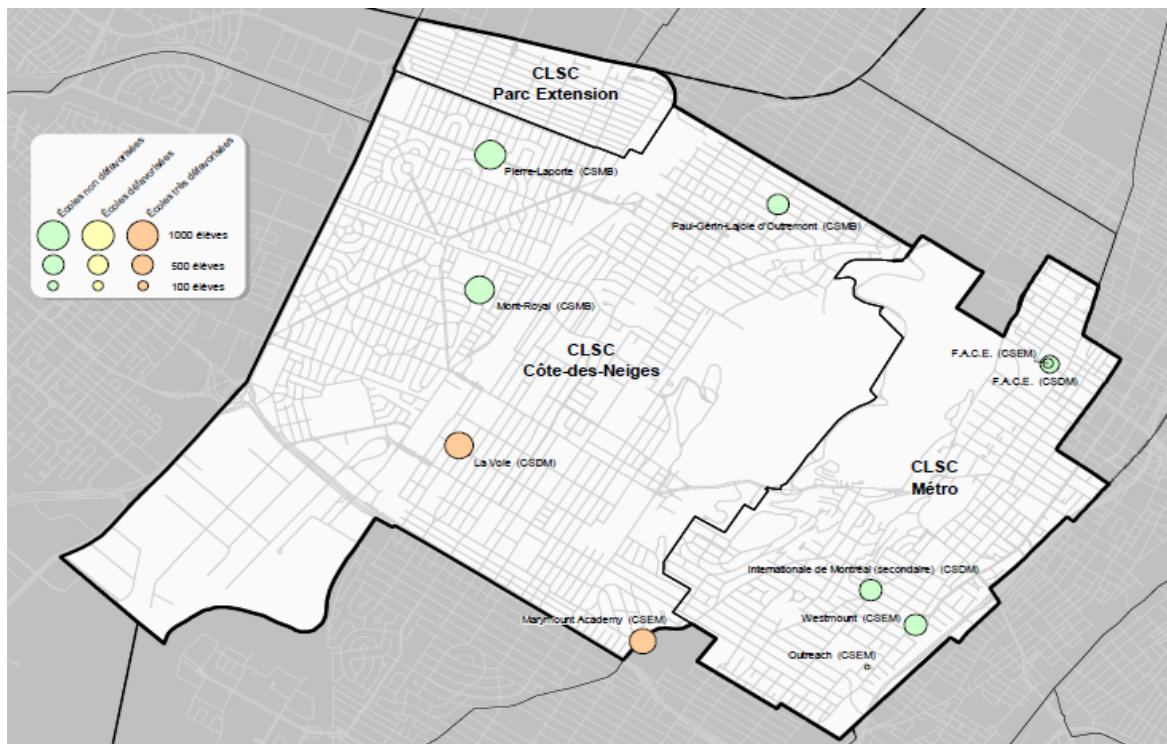 CLSC
Parc Extension
Écoles non défavorisées
Écoles défavorisées
Écoles très défavorisées
1000 élèves
500 élèves
100 élèves
Pierre-Laporte (CSMB)
Paul-Gérin-Lajoie d'Outremont (CSMB)
Mont-Royal (CSMB)
CLSC
Côte-des-Neiges
F.A.C.E. (CSEM)
F.A.C.E. (CSDM)
La Voie (CSDM)
CLSC
Métro
Internationale de Montréal (secondaire) (CSDM)
Marymount Academy (CSEM)
Westmount (CSEM)
Outreach (CSEM)